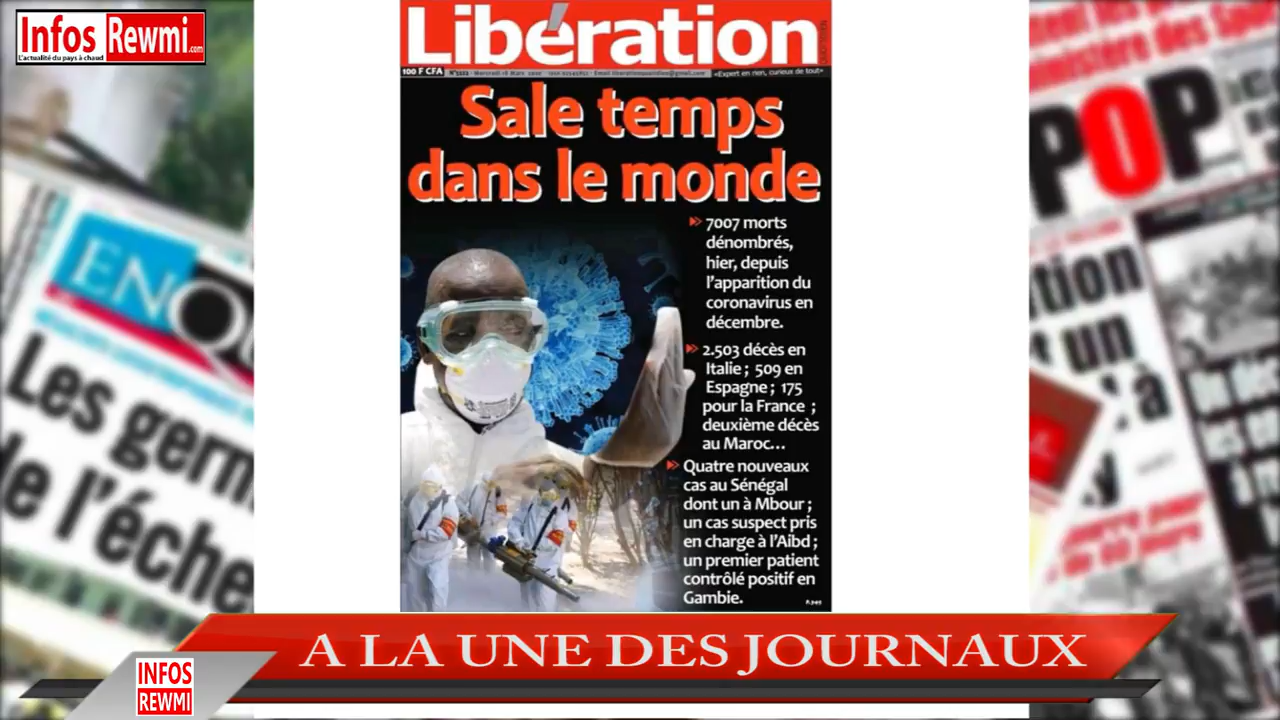 Infos Rewmi.com
L'actualité du pays à chaud
Libération
100 F CFA
«Expert en rien, curieux de tout»
Sale temps
dans le monde
7007 morts
dénombrés,
hier, depuis
l'apparition du
coronavirus en
décembre.
2.503 décès en
Italie ; 509 en
Espagne ; 175
pour la France ;
deuxième décès
au Maroc...
Quatre nouveaux
cas au Sénégal
dont un à Mbour ;
un cas suspect pris
en charge à l'Aibd ;
un premier patient
contrôlé positif en
Gambie.
ENQU
Les germ
de l'éche
POP
tion
un
à
A LA UNE DES JOURNAUX
INFOS
REWMI